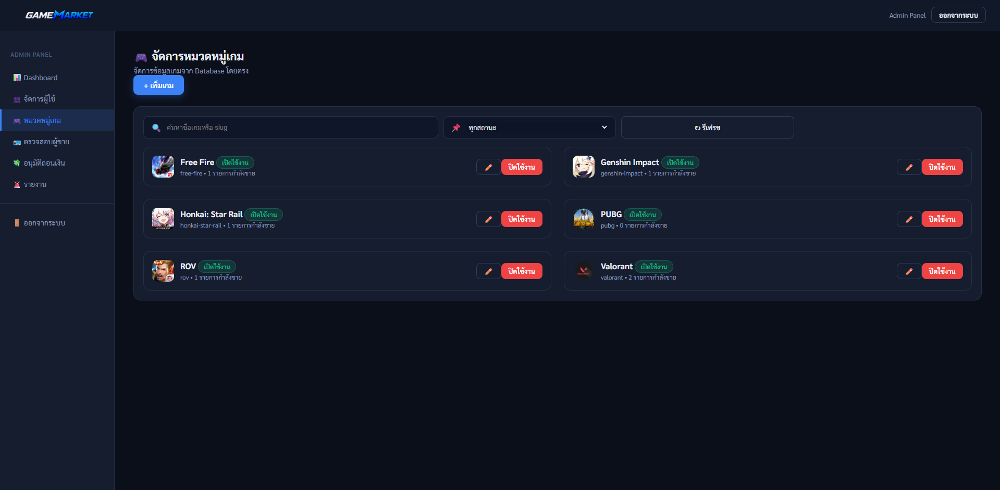 GAMEMARKET
Admin Panel
ออกจากระบบ
ADMIN PANEL
Dashboard
จัดการผู้ใช้
หมวดหมู่เกม
ตรวจสอบผู้ขาย
อนุมัติถอนเงิน
รายงาน
ออกจากระบบ
จัดการหมวดหมู่เกม
จัดการข้อมูลเกมจาก Database โดยตรง
+ เพิ่มเกม
ค้นหาชื่อเกมหรือ slug
ทุกสถานะ
↻ รีเฟรช
Free Fire เปิดใช้งาน
free-fire • 1 รายการกำลังขาย
ปิดใช้งาน
Genshin Impact เปิดใช้งาน
genshin-impact • 1 รายการกำลังขาย
ปิดใช้งาน
Honkai: Star Rail เปิดใช้งาน
honkai-star-rail • 1 รายการกำลังขาย
ปิดใช้งาน
PUBG เปิดใช้งาน
pubg • 0 รายการกำลังขาย
ปิดใช้งาน
5v5
ROV เปิดใช้งาน
rov • 1 รายการกำลังขาย
ปิดใช้งาน
VALORANT
Valorant เปิดใช้งาน
valorant • 2 รายการกำลังขาย
ปิดใช้งาน